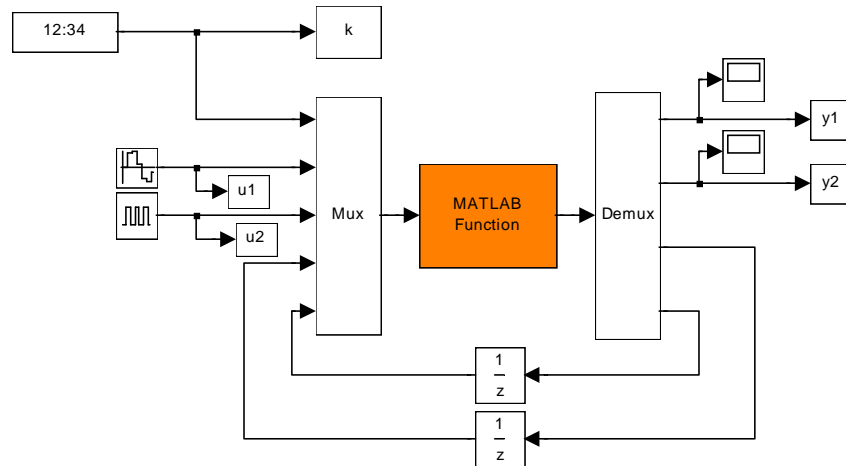 12:34
k
y1
u1
y2
u2
Mux
MATLAB
Function
Demux
1
z
1
z